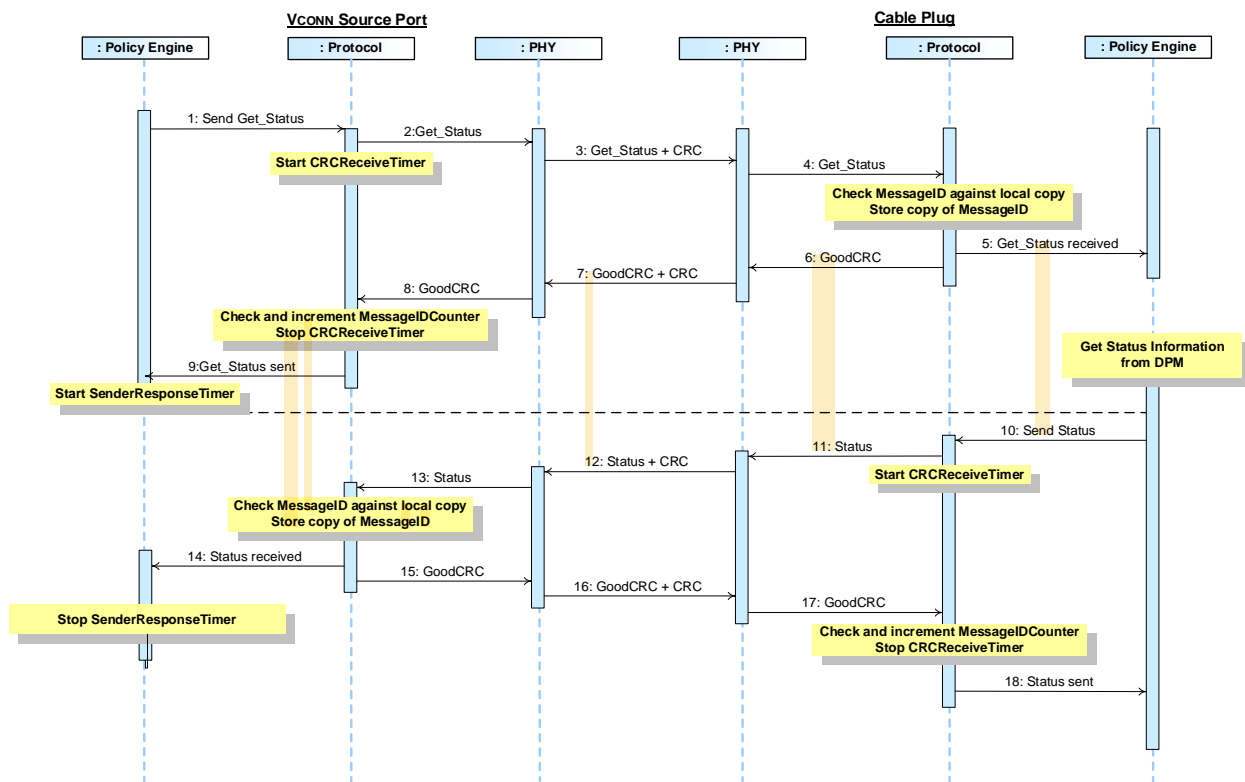 VCONN Source Port
Cable Plug
: Policy Engine
: Protocol
: PHY
: PHY
: Protocol
: Policy Engine
1: Send Get_Status
2:Get_Status
Start CRCReceiveTimer
3: Get_Status + CRC
4: Get_Status
Check MessageID against local copy
Store copy of MessageID
5: Get_Status received
6: GoodCRC
7: GoodCRC + CRC
8: GoodCRC
Check and increment MessageIDCounter
Stop CRCReceiveTimer
Get Status Information
from DPM
9:Get_Status sent
Start SenderResponseTimer
10: Send Status
11: Status
Start CRCReceiveTimer
12: Status + CRC
13: Status
Check MessageID against local copy
Store copy of MessageID
14: Status received
15: GoodCRC
16: GoodCRC + CRC
17: GoodCRC
Stop SenderResponseTimer
Check and increment MessageIDCounter
Stop CRCReceiveTimer
18: Status sent